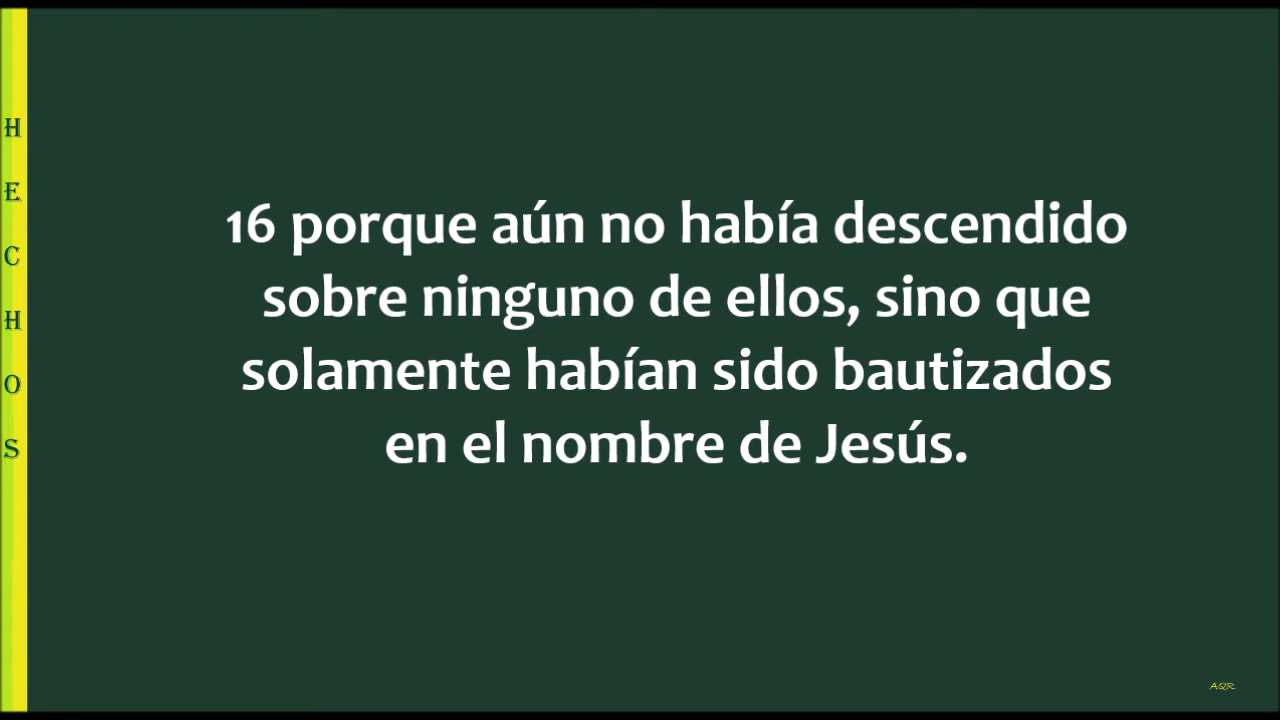 HECHOS
16 porque aún no había descendido
sobre ninguno de ellos, sino que
solamente habían sido bautizados
en el nombre de Jesús.
AQR